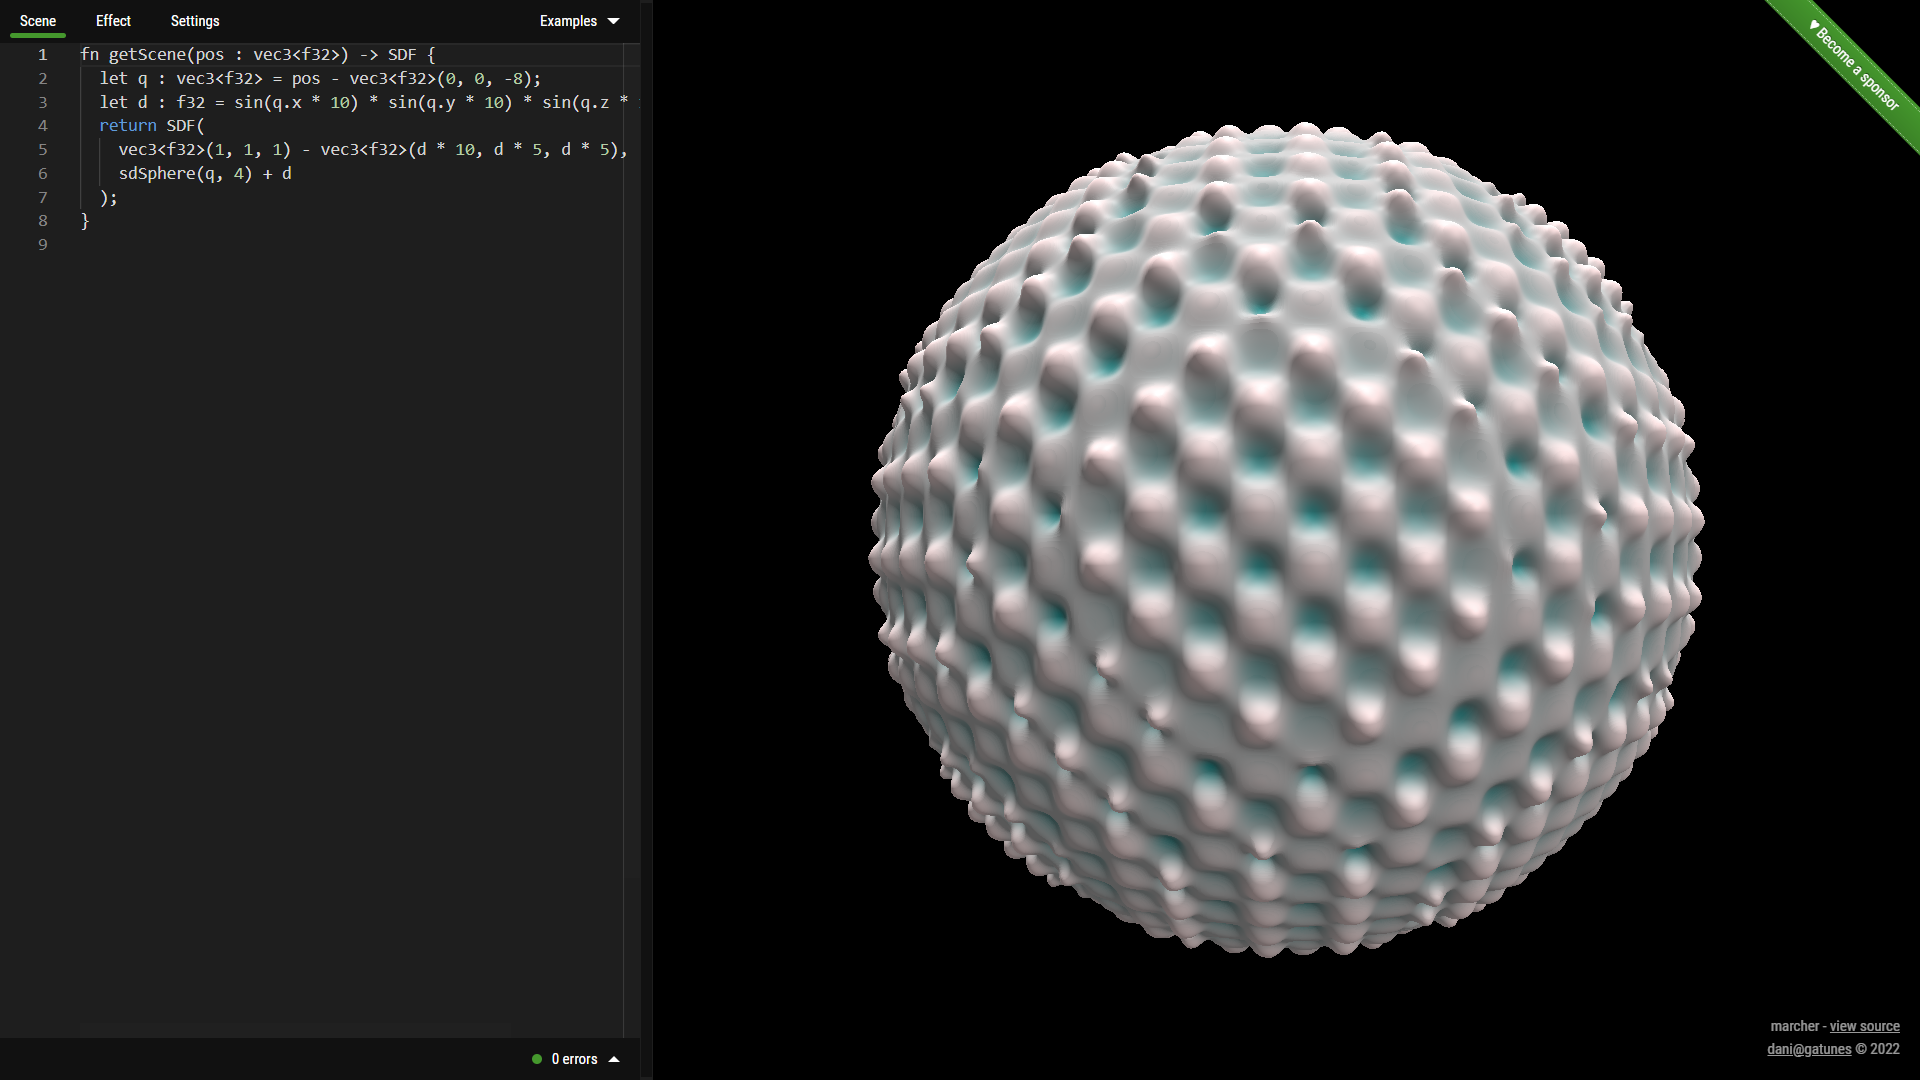 Scene Effect Settings Examples
1 fn getScene(pos : vec3<f32>) -> SDF {
2 let q : vec3<f32> = pos - vec3<f32>(0, 0, -8);
3 let d : f32 = sin(q.x * 10) * sin(q.y * 10) * sin(q.z *
4 return SDF(
5 vec3<f32>(1, 1, 1) - vec3<f32>(d * 10, d * 5, d * 5),
6 sdSphere(q, 4) + d
7 );
8 }
9
0 errors
♥ Become a sponsor
marcher - view source
dani@gatunes © 2022